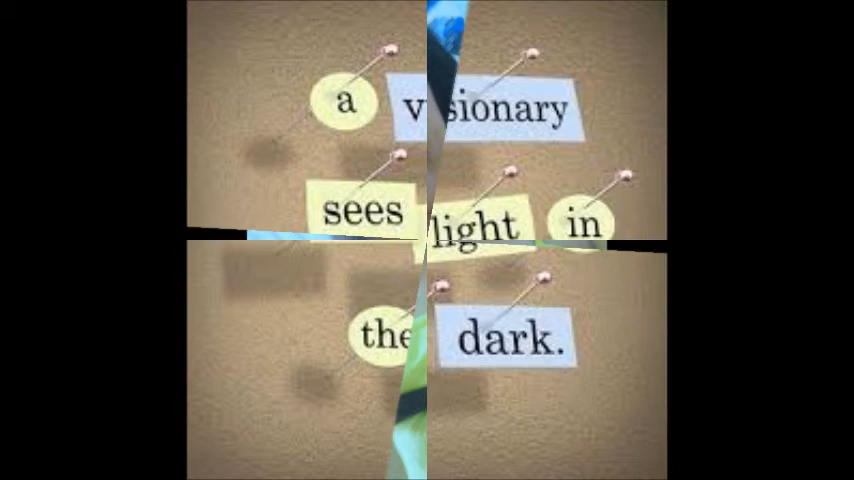 a visionary
sees light in
the dark.